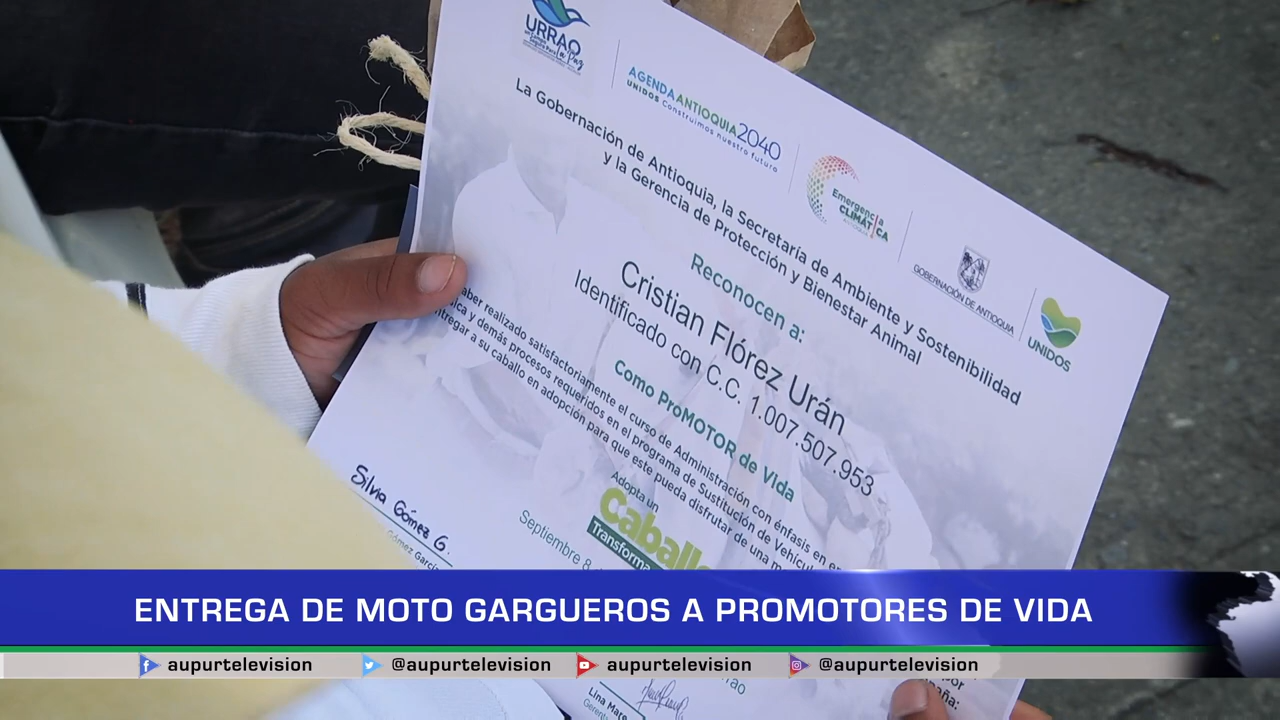 URRAO
la Paz
AGENDA ANTIOQUIA 2040
UNIDOS Construimos nuestro futuro
Emergencia
CLIMÁTICA
GOBERNACIÓN DE ANTIOQUIA
UNIDOS
La Gobernación de Antioquia, la Secretaría de Ambiente y Sostenibilidad
y la Gerencia de Protección y Bienestar Animal
Reconocen a:
Cristian Flórez Urán
Identificado con C.C. 1.007.507.953
Como ProMOTOR de Vida
haber realizado satisfactoriamente el curso de Administración con énfasis en
y demás procesos requeridos en el programa de Sustitución de
entregar a su caballo en adopción para que este pueda disfrutar de una
Adopta un
Septiembre 8
Silvia Gómez G.
Gómez
ENTREGA DE MOTO GARGUEROS A PROMOTORES DE VIDA
aupurtelevision @aupurtelevision aupurtelevision @aupurtelevision
Lina